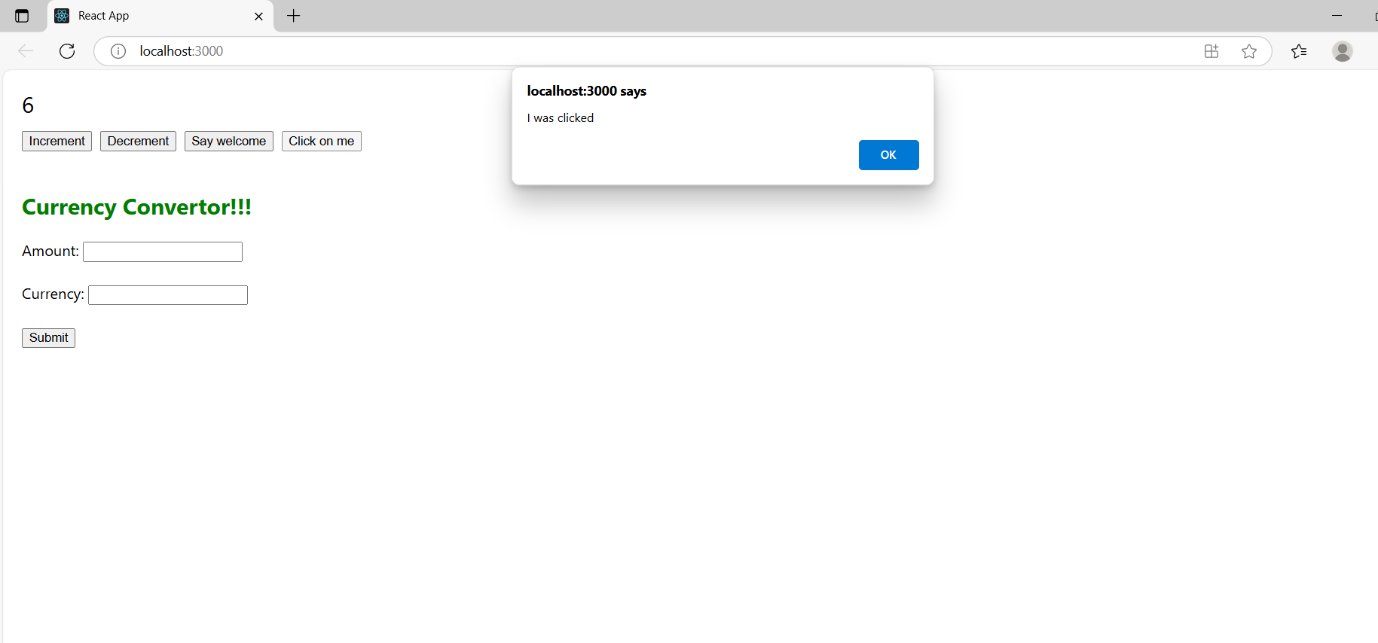 React App
localhost:3000
localhost:3000 says
I was clicked
OK
6
Increment Decrement Say welcome Click on me
Currency Convertor!!!
Amount:
Currency:
Submit